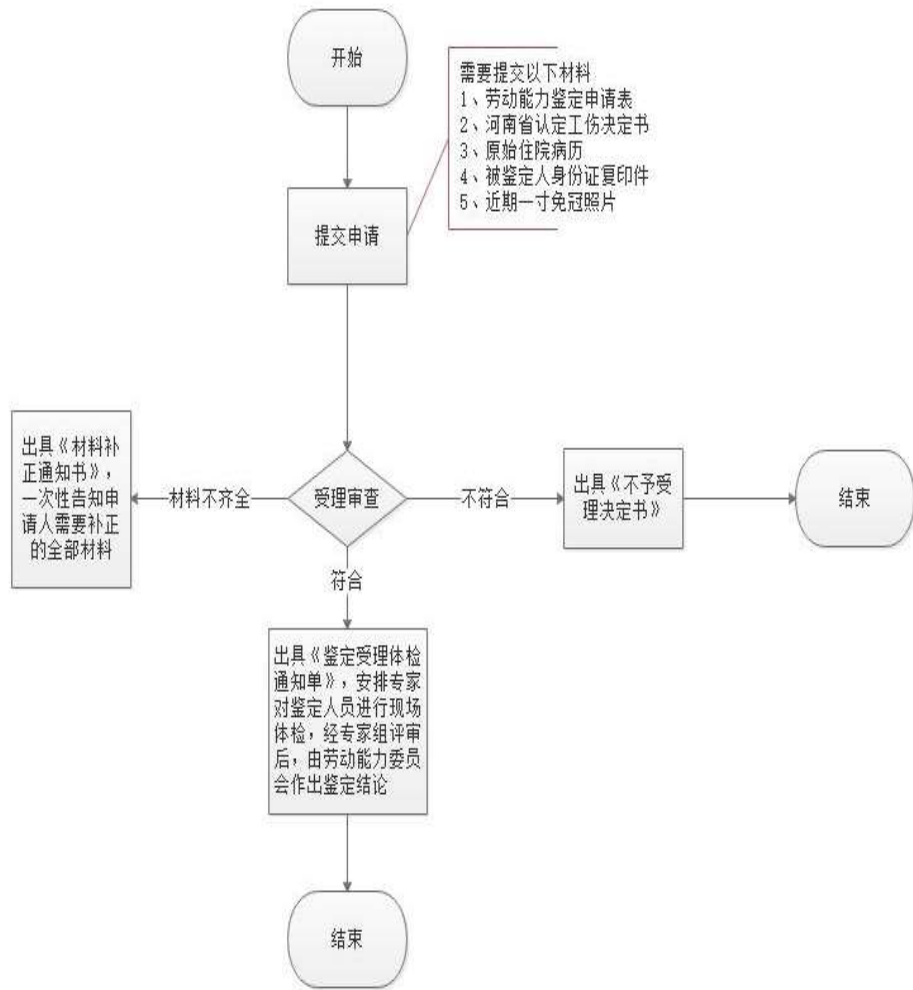 开始
需要提交以下材料
1、劳动能力鉴定申请表
2、河南省认定工伤决定书
3、原始住院病历
4、被鉴定人身份证复印件
5、近期一寸免冠照片
提交申请
出具《材料补
正通知书》，
一次性告知申
请人需要补正
的全部材料
材料不齐全
受理审查
不符合
出具《不予受
理决定书》
结束
符合
出具《鉴定受理体检
通知单》，安排专家
对鉴定人员进行现场
体检，经专家组评审
后，由劳动能力委员
会作出鉴定结论
结束